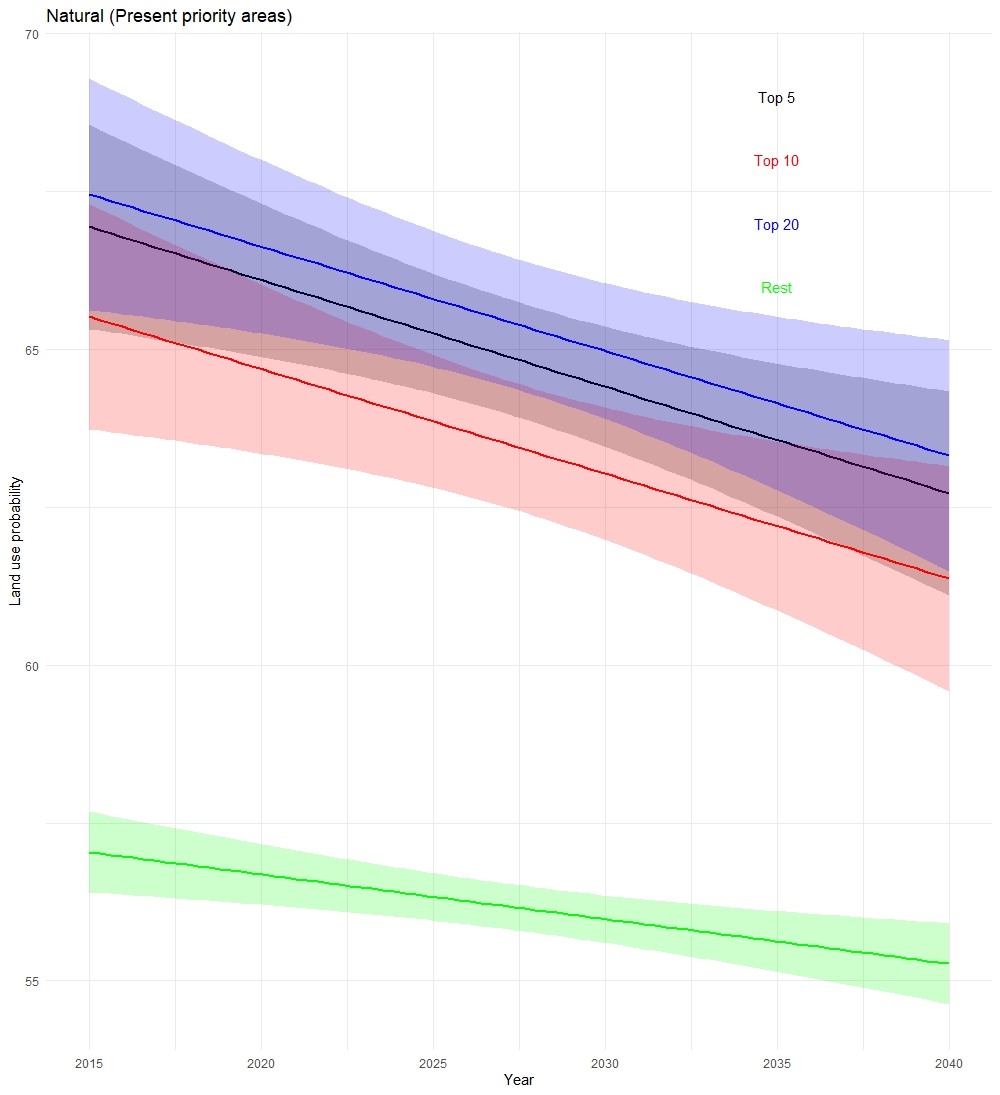 Natural (Present priority areas)
70
Top 5
Top 10
Top 20
Rest
65
Land use probability
60
55
2015 2020 2025 2030 2035 2040
Year